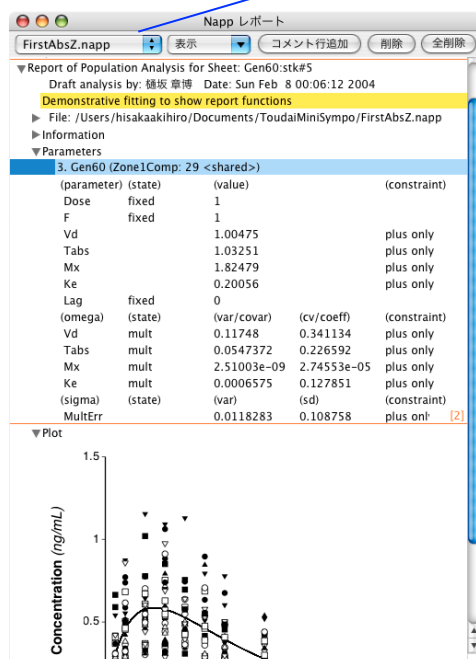 Napp レポート
FirstAbsZ.napp 表示 コメント行追加 削除 全削除
▼Report of Population Analysis for Sheet: Gen60:stk#5
Draft analysis by: 樋坂 章博 Date: Sun Feb 8 00:06:12 2004
Demonstrative fitting to show report functions
▶ File: /Users/hisakaakihiro/Documents/ToudaiMiniSympo/FirstAbsZ.napp
▶Information
▼Parameters
3. Gen60 (Zone1Comp: 29 <shared>)
(parameter) (state) (value) (constraint)
Dose fixed 1
F fixed 1
Vd 1.00475 plus only
Tabs 1.03251 plus only
Mx 1.82479 plus only
Ke 0.20056 plus only
Lag fixed 0
(omega) (state) (var/covar) (cv/coeff) (constraint)
Vd mult 0.11748 0.341134 plus only
Tabs mult 0.0547372 0.226592 plus only
Mx mult 2.51003e-09 2.74553e-05 plus only
Ke mult 0.0006575 0.127851 plus only
(sigma) (state) (var) (sd) (constraint)
MultErr 0.0118283 0.108758 plus onl [2]
▼Plot
1.5
1
0.5
Concentration (ng/mL)